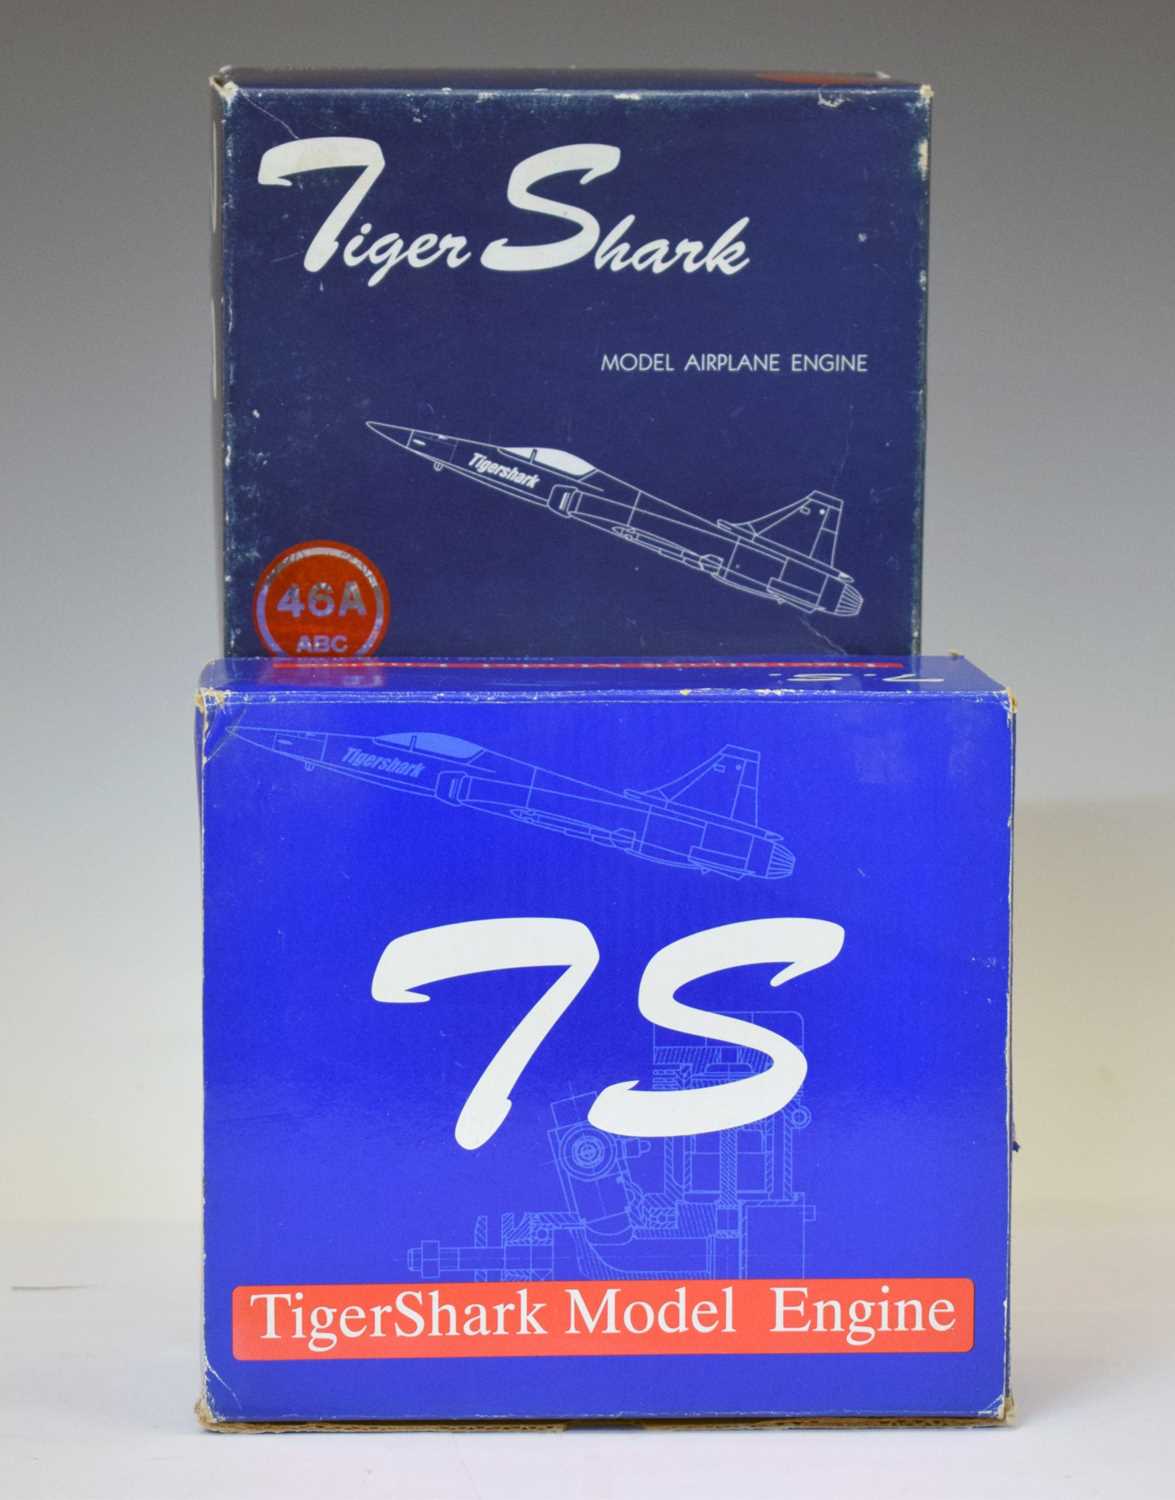 Tiger Shark
MODEL AIRPLANE ENGINE
Tigershark
46A
ABC
T.S.
Tigershark
TS
TigerShark Model Engine